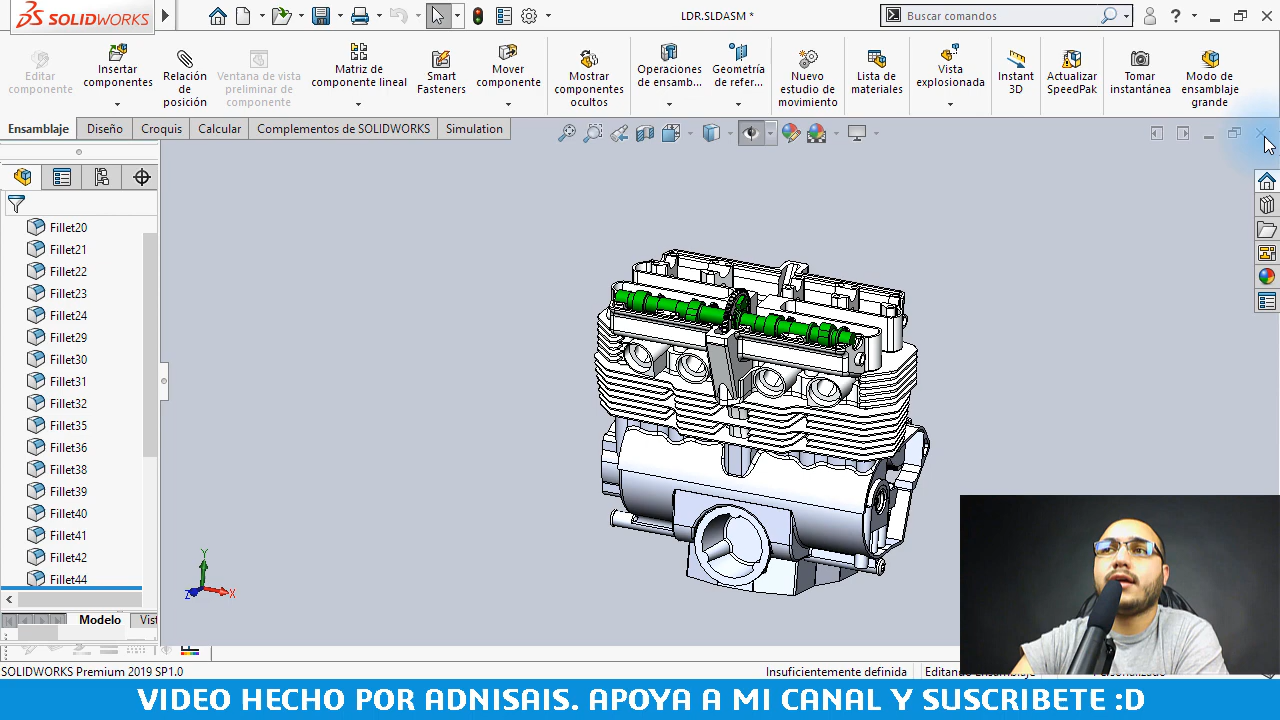 SOLIDWORKS
LDR.SLDASM *
Buscar comandos
Editar componente
Insertar componentes
Relación de posición
Ventana de vista preliminar de componente
Matriz de componente lineal
Smart Fasteners
Mover componente
Mostrar componentes ocultos
Operaciones de ensamb...
Geometría de refer...
Nuevo estudio de movimiento
Lista de materiales
Vista explosionada
Instant 3D
Actualizar SpeedPak
Tomar instantánea
Modo de ensamblaje grande
Ensamblaje
Diseño
Croquis
Calcular
Complementos de SOLIDWORKS
Simulation
Fillet20
Fillet21
Fillet22
Fillet23
Fillet24
Fillet29
Fillet30
Fillet31
Fillet32
Fillet35
Fillet36
Fillet38
Fillet39
Fillet40
Fillet41
Fillet42
Fillet44
Y
Z
X
Modelo
Vist
SOLIDWORKS Premium 2019 SP1.0
Insuficientemente definida
Editando
VIDEO HECHO POR ADNISAIS. APOYA A MI CANAL Y SUSCRIBETE :D